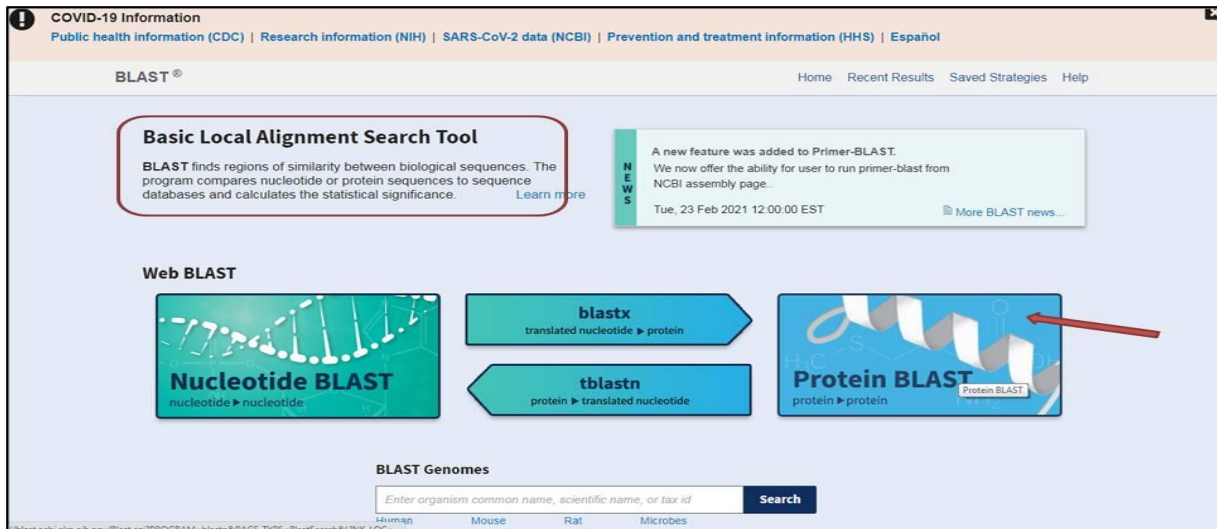 COVID-19 Information
Public health information (CDC) | Research information (NIH) | SARS-CoV-2 data (NCBI) | Prevention and treatment information (HHS) | Español
BLAST ®
Home Recent Results Saved Strategies Help
Basic Local Alignment Search Tool
BLAST finds regions of similarity between biological sequences. The
program compares nucleotide or protein sequences to sequence
databases and calculates the statistical significance. Learn more
NEWS
A new feature was added to Primer-BLAST.
We now offer the ability for user to run primer-blast from
NCBI assembly page..
Tue, 23 Feb 2021 12:00:00 EST
More BLAST news...
Web BLAST
Nucleotide BLAST
nucleotide ▶ nucleotide
blastx
translated nucleotide ▶ protein
tblastn
protein ▶ translated nucleotide
Protein BLAST
protein ▶ protein
Protein BLAST
BLAST Genomes
Enter organism common name, scientific name, or tax id
Search
Human Mouse Rat Microbes